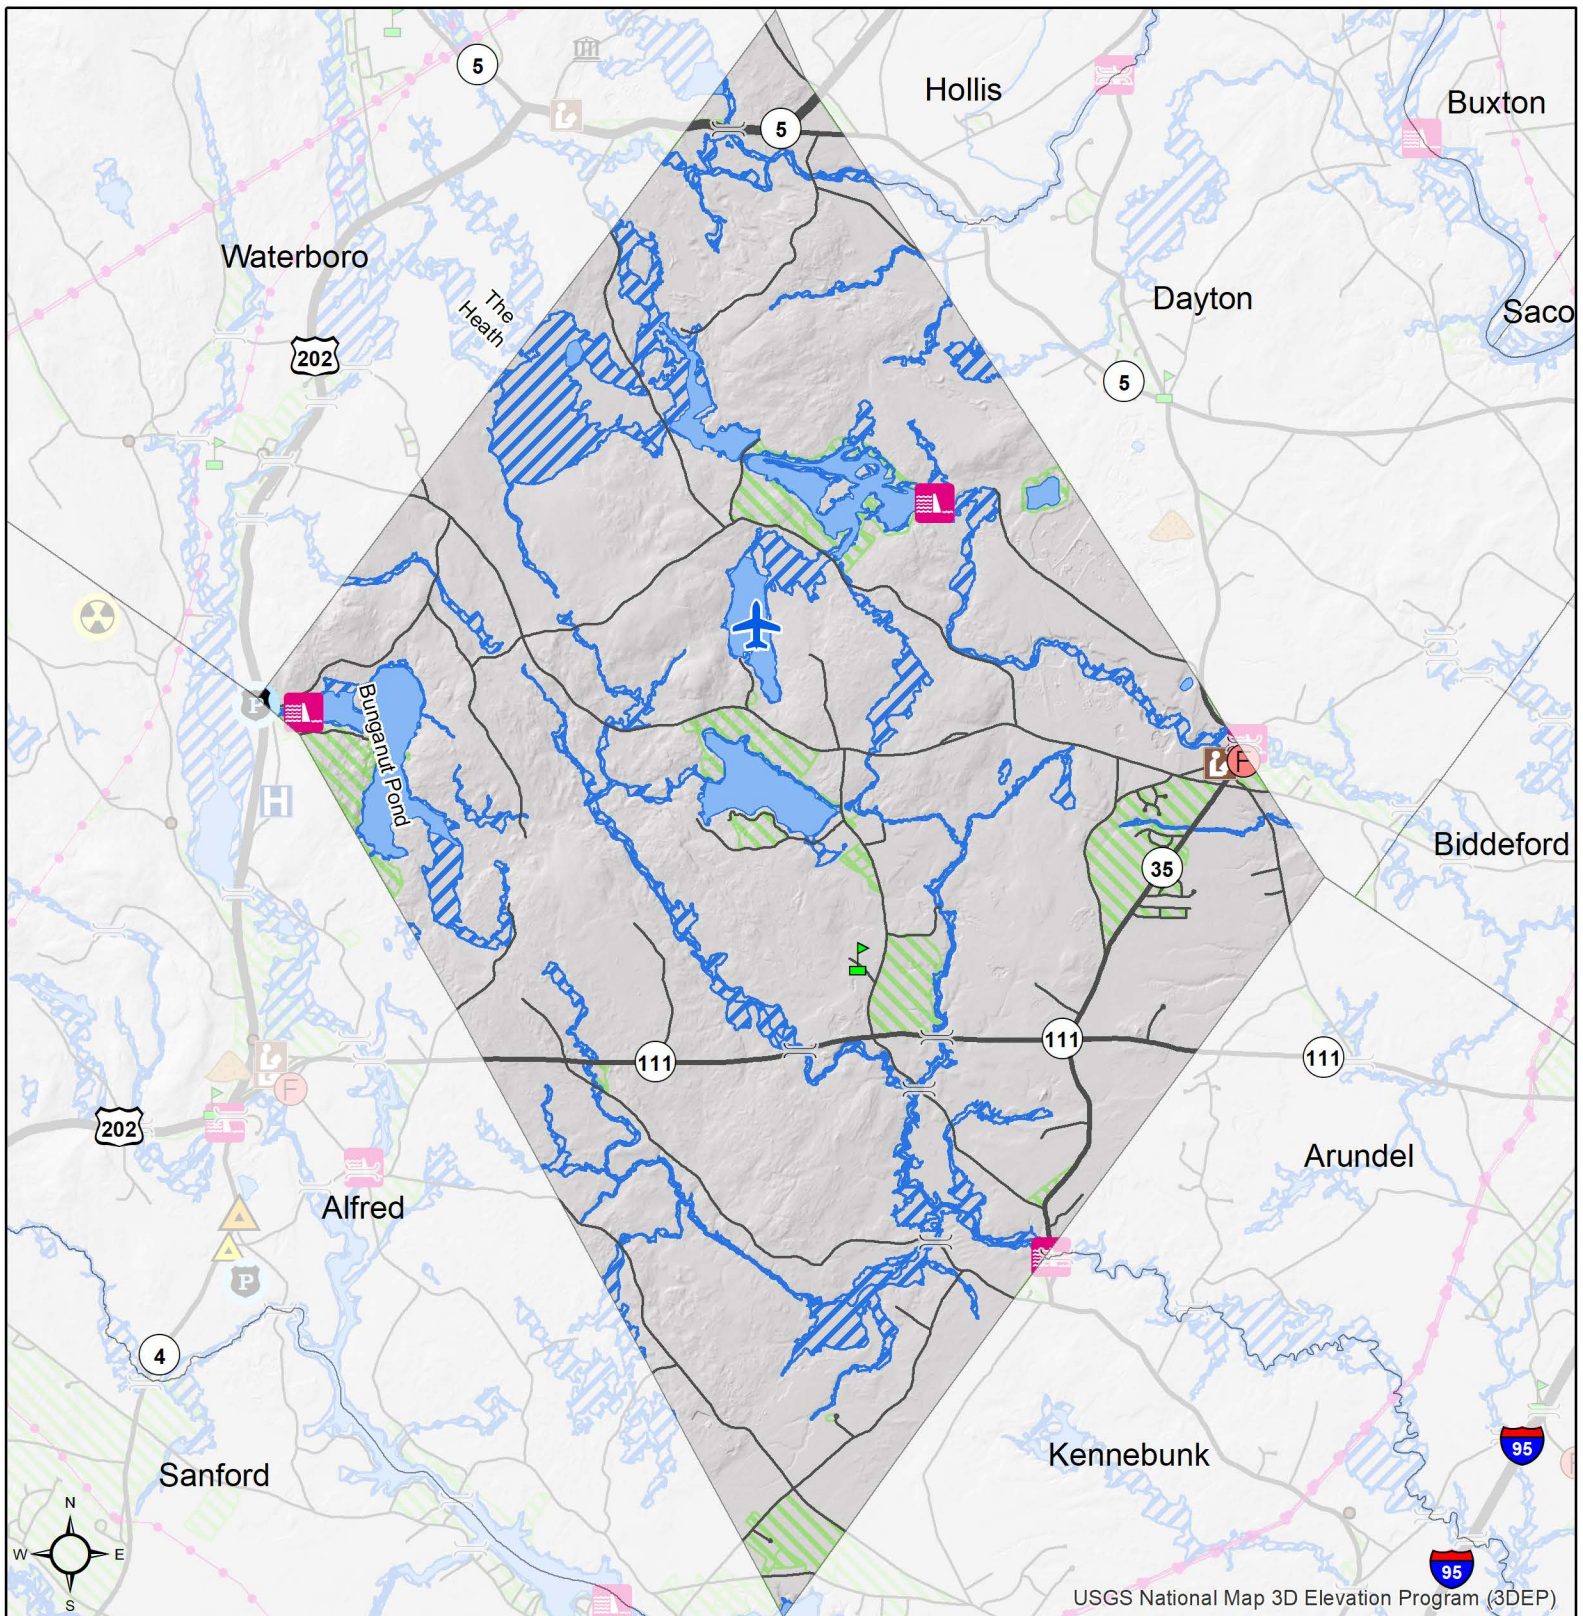 5
Hollis
Buxton
5
Waterboro
The
Heath
Dayton
Saco
202
5
P
Bunganut Pond
H
F
Biddeford
35
111
111
111
F
202
Arundel
Alfred
P
4
Kennebunk
95
Sanford
N
W
E
S
95
USGS National Map 3D Elevation Program (3DEP)